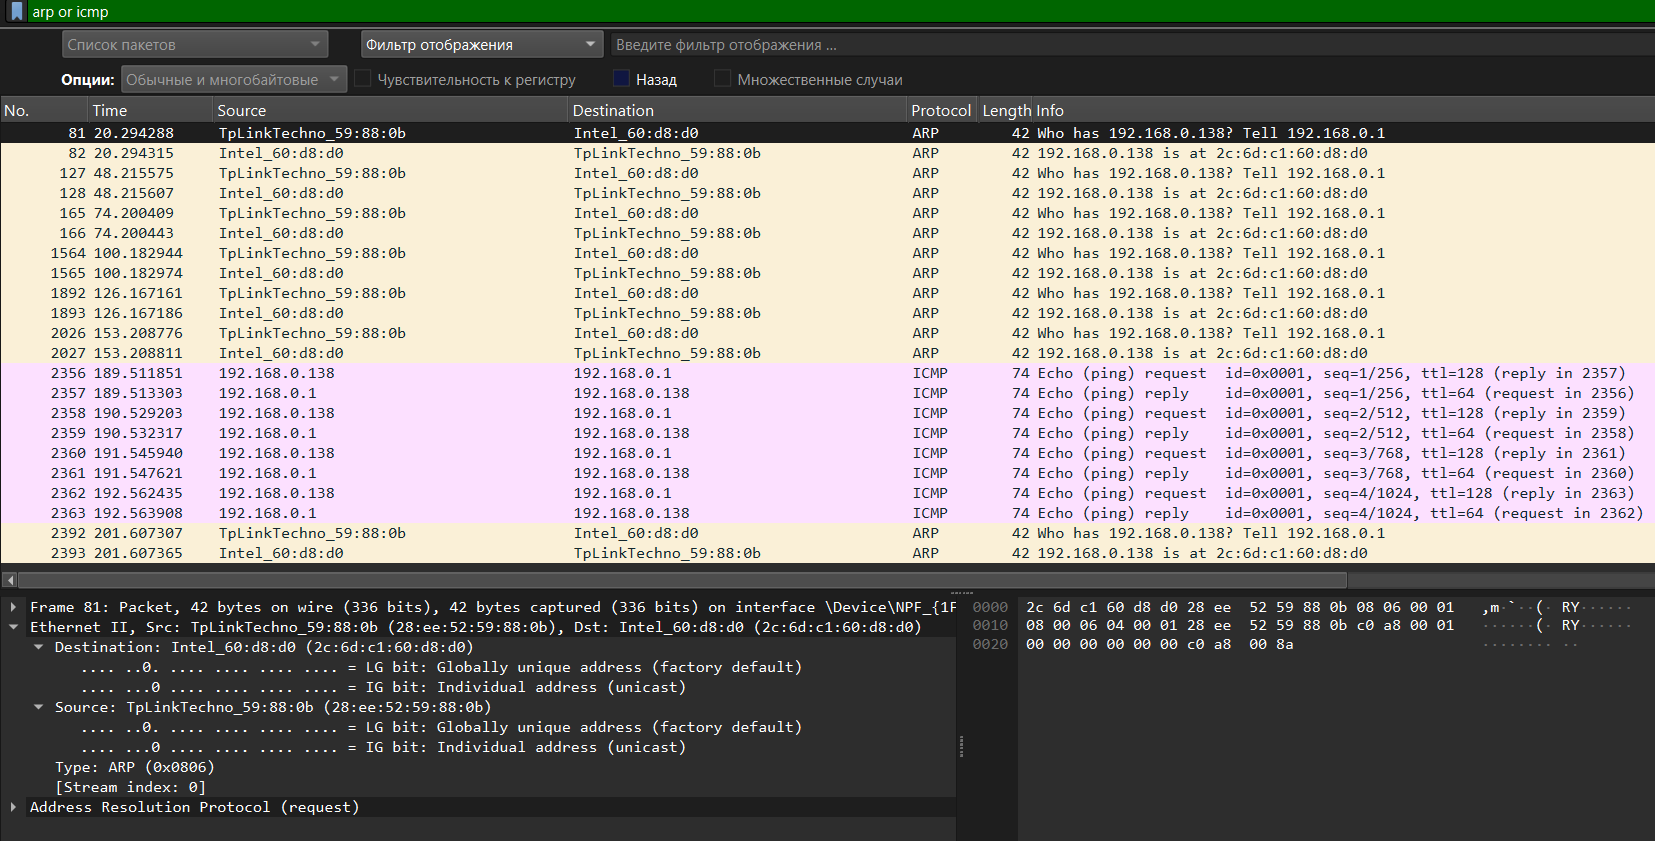 arp or icmp
Список пакетов Фильтр отображения Введите фильтр отображения ...
Опции: Обычные и многобайтовые Чувствительность к регистру Назад Множественные случаи
No. Time Source Destination Protocol Length Info
81 20.294288 TpLinkTechno_59:88:0b Intel_60:d8:d0 ARP 42 Who has 192.168.0.138? Tell 192.168.0.1
82 20.294315 Intel_60:d8:d0 TpLinkTechno_59:88:0b ARP 42 192.168.0.138 is at 2c:6d:c1:60:d8:d0
127 48.215575 TpLinkTechno_59:88:0b Intel_60:d8:d0 ARP 42 Who has 192.168.0.138? Tell 192.168.0.1
128 48.215607 Intel_60:d8:d0 TpLinkTechno_59:88:0b ARP 42 192.168.0.138 is at 2c:6d:c1:60:d8:d0
165 74.200409 TpLinkTechno_59:88:0b Intel_60:d8:d0 ARP 42 Who has 192.168.0.138? Tell 192.168.0.1
166 74.200443 Intel_60:d8:d0 TpLinkTechno_59:88:0b ARP 42 192.168.0.138 is at 2c:6d:c1:60:d8:d0
1564 100.182944 TpLinkTechno_59:88:0b Intel_60:d8:d0 ARP 42 Who has 192.168.0.138? Tell 192.168.0.1
1565 100.182974 Intel_60:d8:d0 TpLinkTechno_59:88:0b ARP 42 192.168.0.138 is at 2c:6d:c1:60:d8:d0
1892 126.167161 TpLinkTechno_59:88:0b Intel_60:d8:d0 ARP 42 Who has 192.168.0.138? Tell 192.168.0.1
1893 126.167186 Intel_60:d8:d0 TpLinkTechno_59:88:0b ARP 42 192.168.0.138 is at 2c:6d:c1:60:d8:d0
2026 153.208776 TpLinkTechno_59:88:0b Intel_60:d8:d0 ARP 42 Who has 192.168.0.138? Tell 192.168.0.1
2027 153.208811 Intel_60:d8:d0 TpLinkTechno_59:88:0b ARP 42 192.168.0.138 is at 2c:6d:c1:60:d8:d0
2356 189.511851 192.168.0.138 192.168.0.1 ICMP 74 Echo (ping) request id=0x0001, seq=1/256, ttl=128 (reply in 2357)
2357 189.513303 192.168.0.1 192.168.0.138 ICMP 74 Echo (ping) reply id=0x0001, seq=1/256, ttl=64 (request in 2356)
2358 190.529203 192.168.0.138 192.168.0.1 ICMP 74 Echo (ping) request id=0x0001, seq=2/512, ttl=128 (reply in 2359)
2359 190.532317 192.168.0.1 192.168.0.138 ICMP 74 Echo (ping) reply id=0x0001, seq=2/512, ttl=64 (request in 2358)
2360 191.545940 192.168.0.138 192.168.0.1 ICMP 74 Echo (ping) request id=0x0001, seq=3/768, ttl=128 (reply in 2361)
2361 191.547621 192.168.0.1 192.168.0.138 ICMP 74 Echo (ping) reply id=0x0001, seq=3/768, ttl=64 (request in 2360)
2362 192.562435 192.168.0.138 192.168.0.1 ICMP 74 Echo (ping) request id=0x0001, seq=4/1024, ttl=128 (reply in 2363)
2363 192.563908 192.168.0.1 192.168.0.138 ICMP 74 Echo (ping) reply id=0x0001, seq=4/1024, ttl=64 (request in 2362)
2392 201.607307 TpLinkTechno_59:88:0b Intel_60:d8:d0 ARP 42 Who has 192.168.0.138? Tell 192.168.0.1
2393 201.607365 Intel_60:d8:d0 TpLinkTechno_59:88:0b ARP 42 192.168.0.138 is at 2c:6d:c1:60:d8:d0
Frame 81: Packet, 42 bytes on wire (336 bits), 42 bytes captured (336 bits) on interface \Device\NPF_{1F
Ethernet II, Src: TpLinkTechno_59:88:0b (28:ee:52:59:88:0b), Dst: Intel_60:d8:d0 (2c:6d:c1:60:d8:d0)
Destination: Intel_60:d8:d0 (2c:6d:c1:60:d8:d0)
.... ..0. .... .... .... .... = LG bit: Globally unique address (factory default)
.... ...0 .... .... .... .... = IG bit: Individual address (unicast)
Source: TpLinkTechno_59:88:0b (28:ee:52:59:88:0b)
.... ..0. .... .... .... .... = LG bit: Globally unique address (factory default)
.... ...0 .... .... .... .... = IG bit: Individual address (unicast)
Type: ARP (0x0806)
[Stream index: 0]
Address Resolution Protocol (request)
0000 2c 6d c1 60 d8 d0 28 ee 52 59 88 0b 08 06 00 01 ,m·`··(· RY······
0010 08 00 06 04 00 01 28 ee 52 59 88 0b c0 a8 00 01 ······(· RY······
0020 00 00 00 00 00 00 c0 a8 00 8a ········ ··